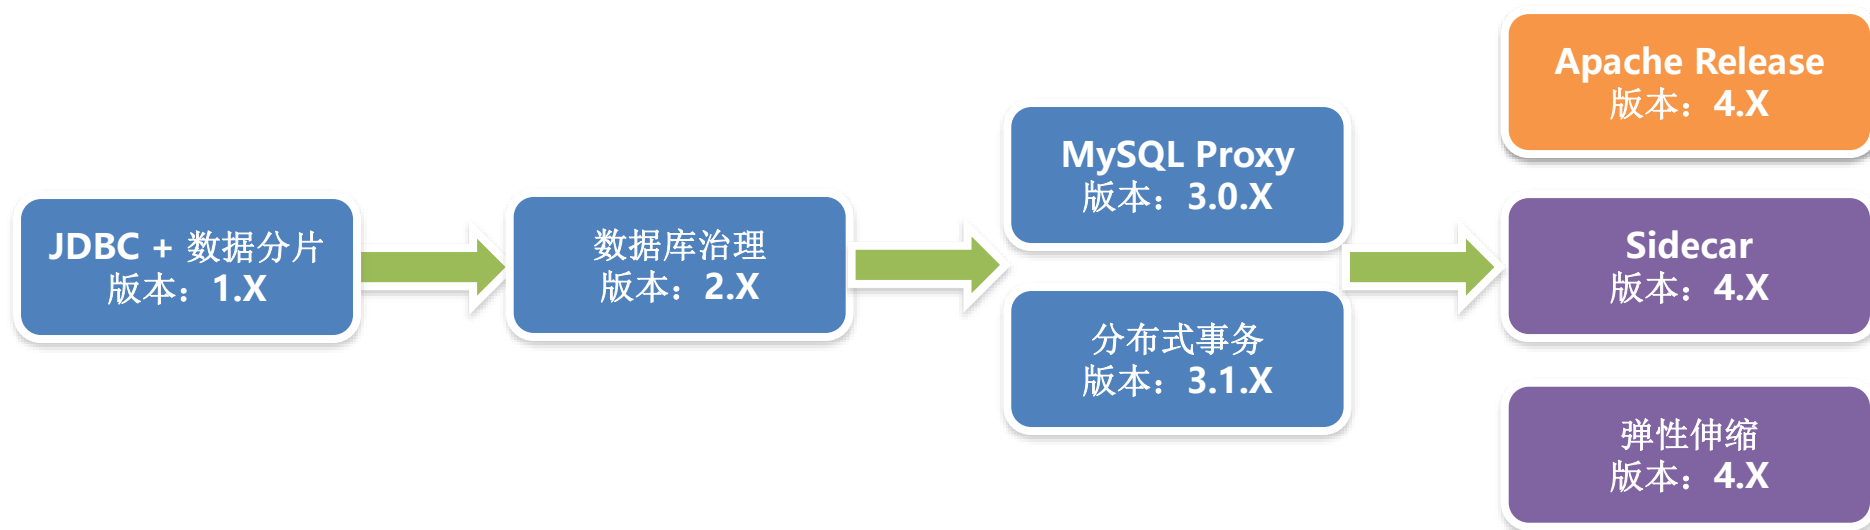 JDBC + 数据分片
版本：1.X
数据库治理
版本：2.X
MySQL Proxy
版本：3.0.X
分布式事务
版本：3.1.X
Apache Release
版本：4.X
Sidecar
版本：4.X
弹性伸缩
版本：4.X